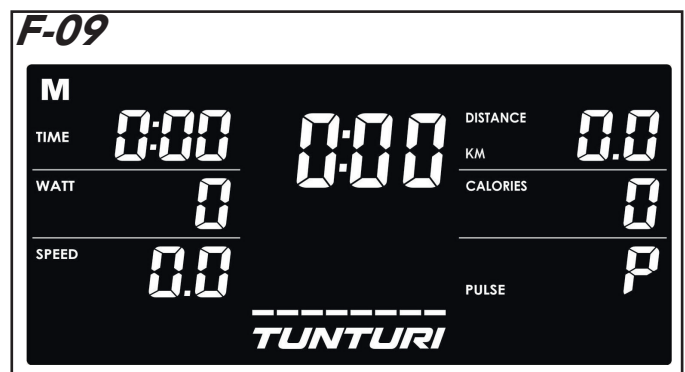 F-09
M
TIME 0:00
0:00
DISTANCE
KM
0.0
WATT 0
CALORIES 0
SPEED 0.0
PULSE P
TUNTURI